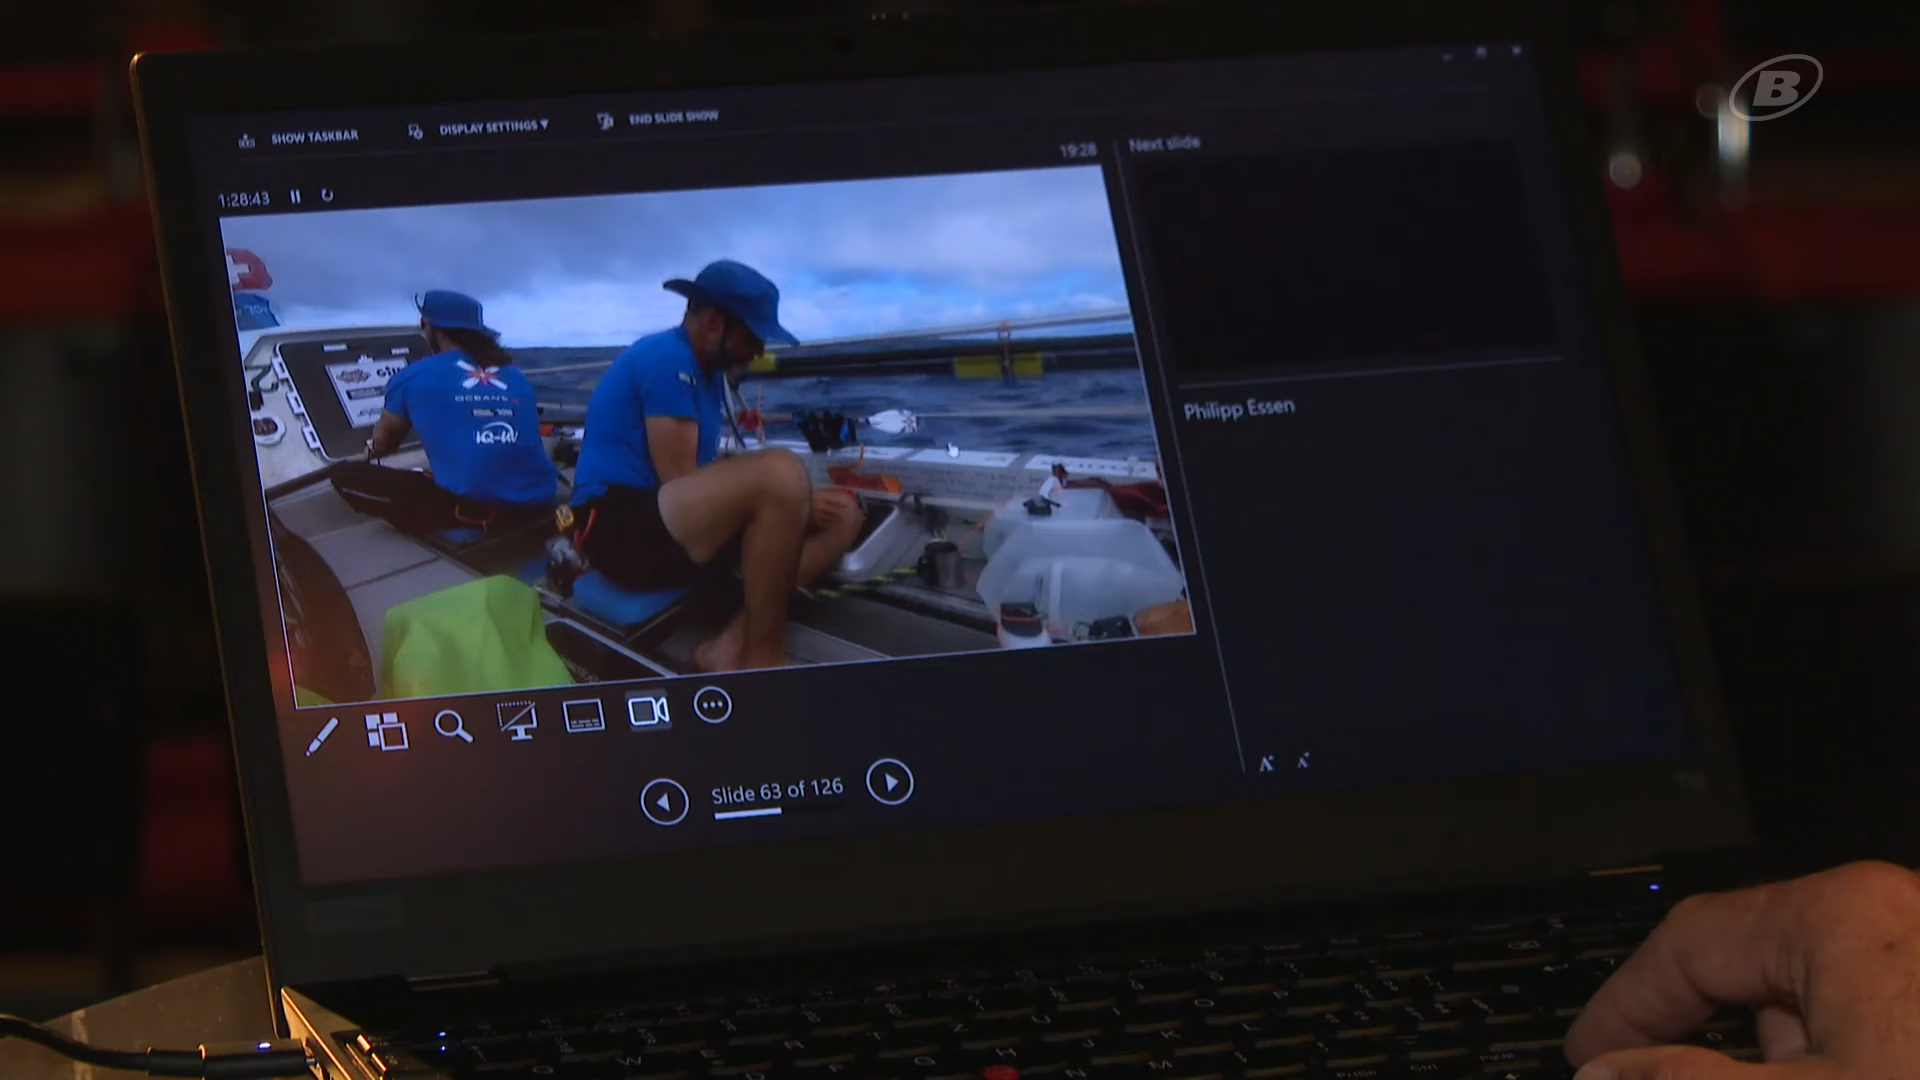 B
SHOW TASKBAR
DISPLAY SETTINGS ▼
END SLIDE SHOW
1:28:43
19:28
Next slide
OCEANS
iQ-UV
Philipp Essen
Slide 63 of 126